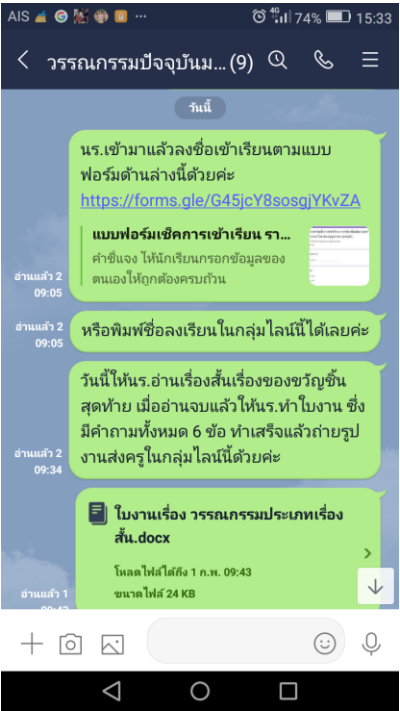 AIS
4G
74%
15:33
วรรณกรรมปัจจุบันม... (9)
วันนี้
นร.เข้ามาแล้วลงชื่อเข้าเรียนตามแบบ
ฟอร์มด้านล่างนี้ด้วยค่ะ
https://forms.gle/G45jcY8sosgjYKvZA
แบบฟอร์มเช็คการเข้าเรียน รา...
คำชี้แจง ให้นักเรียนกรอกข้อมูลของ
ตนเองให้ถูกต้องครบถ้วน
อ่านแล้ว 2
09:05
หรือพิมพ์ชื่อลงเรียนในกลุ่มไลน์นี้ได้เลยค่ะ
อ่านแล้ว 2
09:05
วันนี้ให้นร.อ่านเรื่องสั้นเรื่องของขวัญชิ้น
สุดท้าย เมื่ออ่านจบแล้วให้นร.ทำใบงาน ซึ่ง
มีคำถามทั้งหมด 6 ข้อ ทำเสร็จแล้วถ่ายรูป
งานส่งครูในกลุ่มไลน์นี้ด้วยค่ะ
อ่านแล้ว 2
09:34
ใบงานเรื่อง วรรณกรรมประเภทเรื่อง
สั้น.docx
โหลดไฟล์ได้ถึง 1 ก.พ. 09:43
ขนาดไฟล์ 24 KB
อ่านแล้ว 1